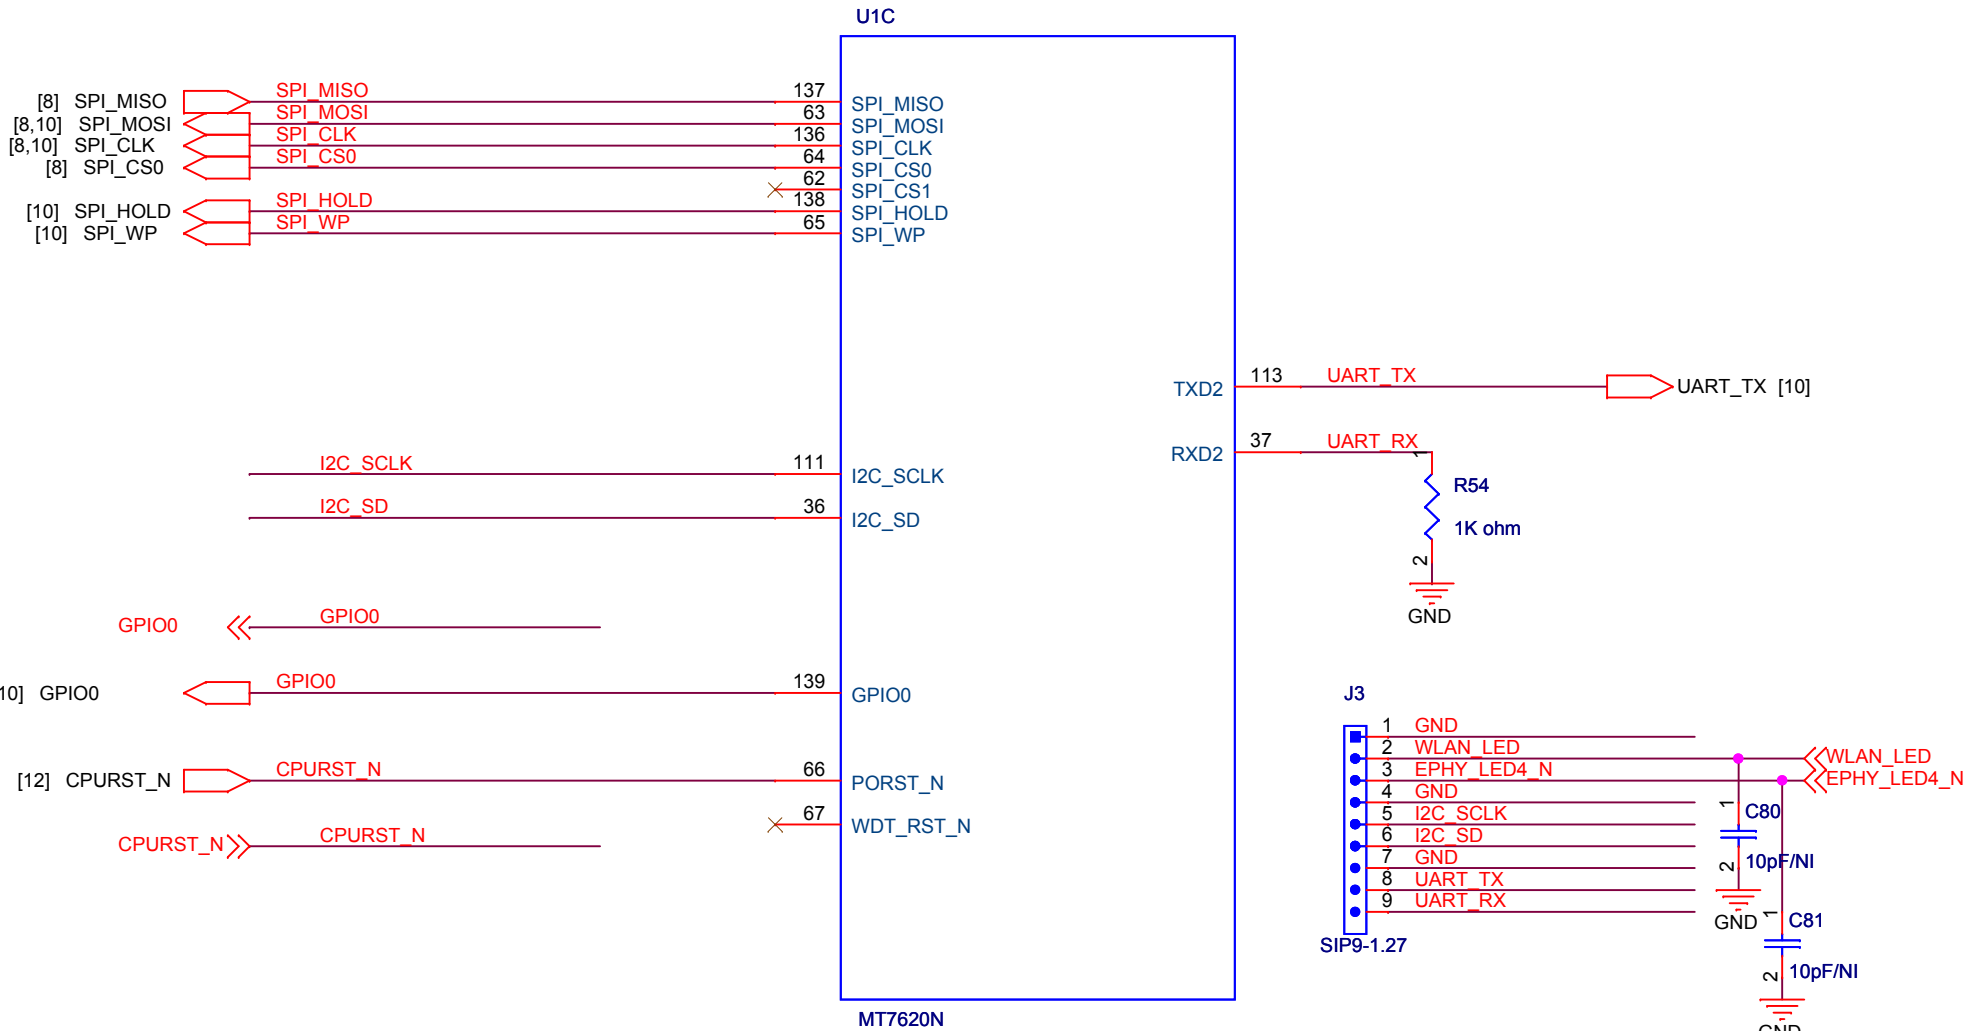 U1C
[8] SPI_MISO
SPI_MISO
137
SPI_MISO
[8,10] SPI_MOSI
SPI_MOSI
63
SPI_MOSI
[8,10] SPI_CLK
SPI_CLK
136
SPI_CLK
[8] SPI_CS0
SPI_CS0
64
SPI_CS0
62
SPI_CS1
[10] SPI_HOLD
SPI_HOLD
138
SPI_HOLD
[10] SPI_WP
SPI_WP
65
SPI_WP
TXD2
113
UART_TX
UART_TX [10]
RXD2
37
UART_RX
1
R54
1K ohm
2
GND
I2C_SCLK
111
I2C_SCLK
I2C_SD
36
I2C_SD
GPIO0
GPIO0
10] GPIO0
GPIO0
139
GPIO0
[12] CPURST_N
CPURST_N
66
PORST_N
67
WDT_RST_N
CPURST_N
CPURST_N
MT7620N
J3
1 GND
2 WLAN_LED
WLAN_LED
3 EPHY_LED4_N
EPHY_LED4_N
4 GND
5 I2C_SCLK
6 I2C_SD
7 GND
8 UART_TX
9 UART_RX
SIP9-1.27
1
C80
10pF/NI
2
GND
1
C81
10pF/NI
2
GND